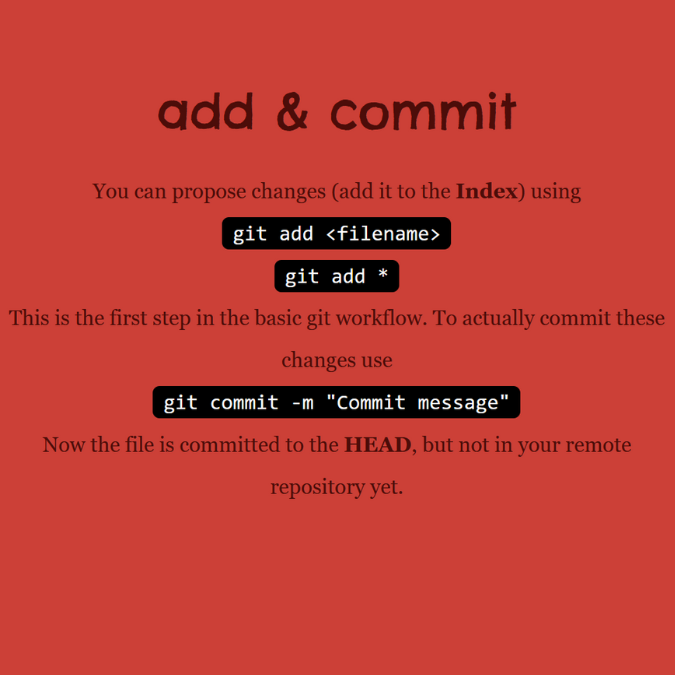 add & commit
You can propose changes (add it to the Index) using
git add <filename>
git add *
This is the first step in the basic git workflow. To actually commit these
changes use
git commit -m "Commit message"
Now the file is committed to the HEAD, but not in your remote
repository yet.